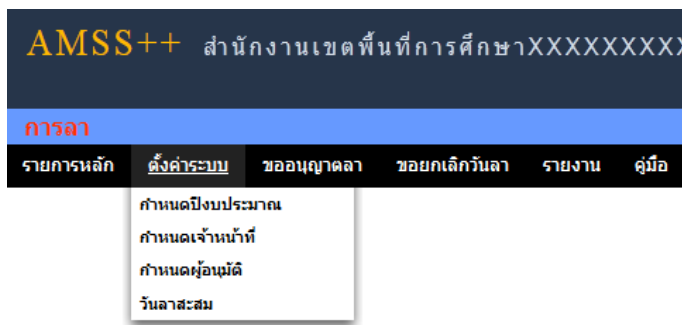 AMSS++ สำนักงานเขตพื้นที่การศึกษาXXXXXXXXXX
การลา
รายการหลัก ตั้งค่าระบบ ขออนุญาตลา ขอยกเลิกวันลา รายงาน คู่มือ
กำหนดปีงบประมาณ
กำหนดเจ้าหน้าที่
กำหนดผู้อนุมัติ
วันลาสะสม